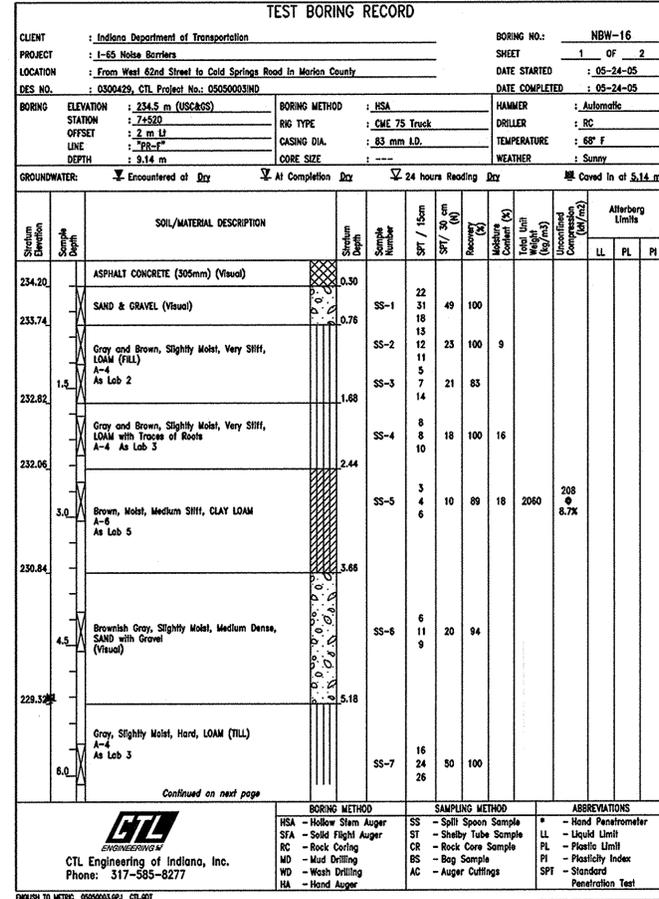 TEST BORING RECORD
CLIENT : Indiana Department of Transportation BORING NO.: NBW-16
PROJECT : I-65 Noise Barriers SHEET 1 OF 2
LOCATION : From West 62nd Street to Cold Springs Road in Marion County DATE STARTED : 05-24-05
DES NO. : 0300429, CTL Project No.: 05050003IND DATE COMPLETED : 05-24-05
BORING ELEVATION : 234.5 m (USC&GS) BORING METHOD : HSA HAMMER : Automatic
STATION : 7+520 RIG TYPE : CME 75 Truck DRILLER : RC
OFFSET : 2 m Lt CASING DIA. : 83 mm I.D. TEMPERATURE : 68° F
LINE : "PR-F" CORE SIZE : --- WEATHER : Sunny
DEPTH : 9.14 m
GROUNDWATER: Encountered at Dry At Completion Dry 24 hours Reading Dry Caved in at 5.14 m
Stratum Elevation Sample Depth SOIL/MATERIAL DESCRIPTION Stratum Depth Sample Number SPT / 15cm SPT/ 30 cm (N) Recovery (%) Moisture Content (%) Total Unit Weight (kg/m3) Unconfined Compression (kN/m2) Atterberg Limits
LL PL PI
ASPHALT CONCRETE (305mm) (Visual)
234.20 0.30
22
SAND & GRAVEL (Visual) SS-1 31 49 100
18
233.74 0.76
13
Gray and Brown, Slightly Moist, Very Stiff, SS-2 12 23 100 9
LOAM (FILL) 11
A-4 5
As Lab 2 1.5 SS-3 7 21 83
14
232.82 1.68
8
Gray and Brown, Slightly Moist, Very Stiff, SS-4 8 18 100 16
LOAM with Traces of Roots 10
A-4 As Lab 3
232.06 2.44
3 208
3.0 Brown, Moist, Medium Stiff, CLAY LOAM SS-5 4 10 89 18 2060 @
A-6 6 8.7%
As Lab 5
230.84 3.66
6
Brownish Gray, Slightly Moist, Medium Dense, SS-6 11 20 94
4.5 SAND with Gravel 9
(Visual)
229.32 5.18
Gray, Slightly Moist, Hard, LOAM (TILL)
A-4 16
As Lab 3 SS-7 24 50 100
6.0 26
Continued on next page
CTL
ENGINEERING
CTL Engineering of Indiana, Inc.
Phone: 317-585-8277
BORING METHOD
HSA - Hollow Stem Auger
SFA - Solid Flight Auger
RC - Rock Coring
MD - Mud Drilling
WD - Wash Drilling
HA - Hand Auger
SAMPLING METHOD
SS - Split Spoon Sample
ST - Shelby Tube Sample
CR - Rock Core Sample
BS - Bag Sample
AC - Auger Cuttings
ABBREVIATIONS
* - Hand Penetrometer
LL - Liquid Limit
PL - Plastic Limit
PI - Plasticity Index
SPT - Standard
Penetration Test
ENGLISH TO METRIC 05050003.GPJ CTL.GDT